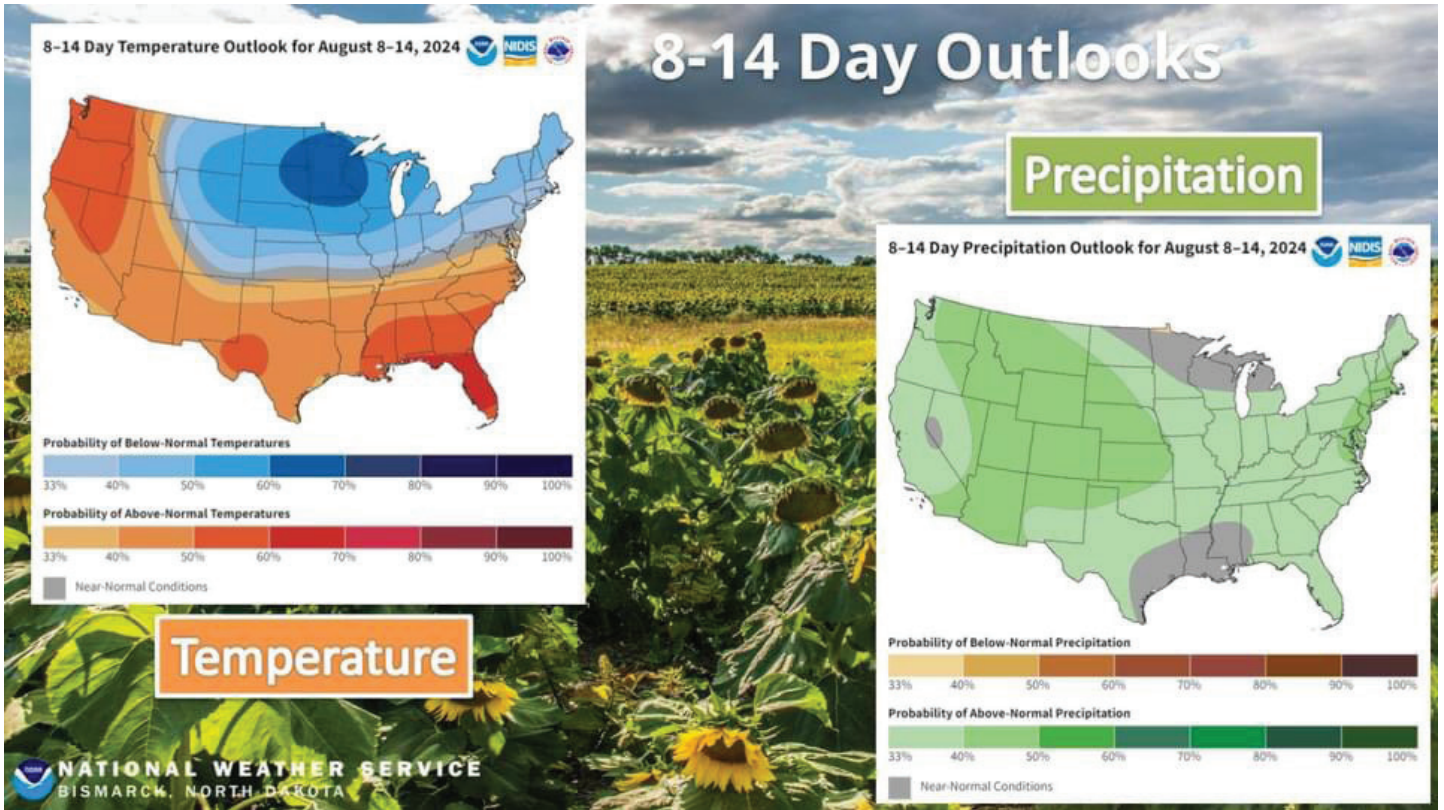 8-14 Day Outlooks
8–14 Day Temperature Outlook for August 8–14, 2024
NIDIS
Probability of Below-Normal Temperatures
33% 40% 50% 60% 70% 80% 90% 100%
Probability of Above-Normal Temperatures
33% 40% 50% 60% 70% 80% 90% 100%
Near-Normal Conditions
Temperature
Precipitation
8–14 Day Precipitation Outlook for August 8–14, 2024
NIDIS
Probability of Below-Normal Precipitation
33% 40% 50% 60% 70% 80% 90% 100%
Probability of Above-Normal Precipitation
33% 40% 50% 60% 70% 80% 90% 100%
Near-Normal Conditions
NATIONAL WEATHER SERVICE
BISMARCK, NORTH DAKOTA